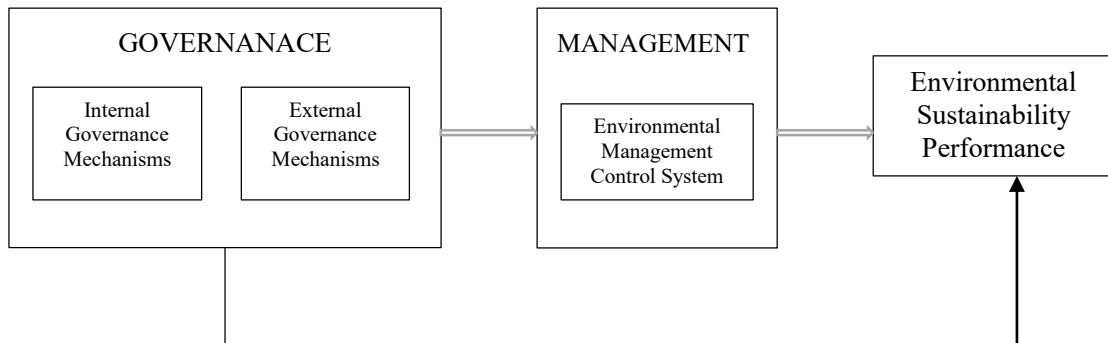 GOVERNANACE
Internal
Governance
Mechanisms
External
Governance
Mechanisms
MANAGEMENT
Environmental
Management
Control System
Environmental
Sustainability
Performance